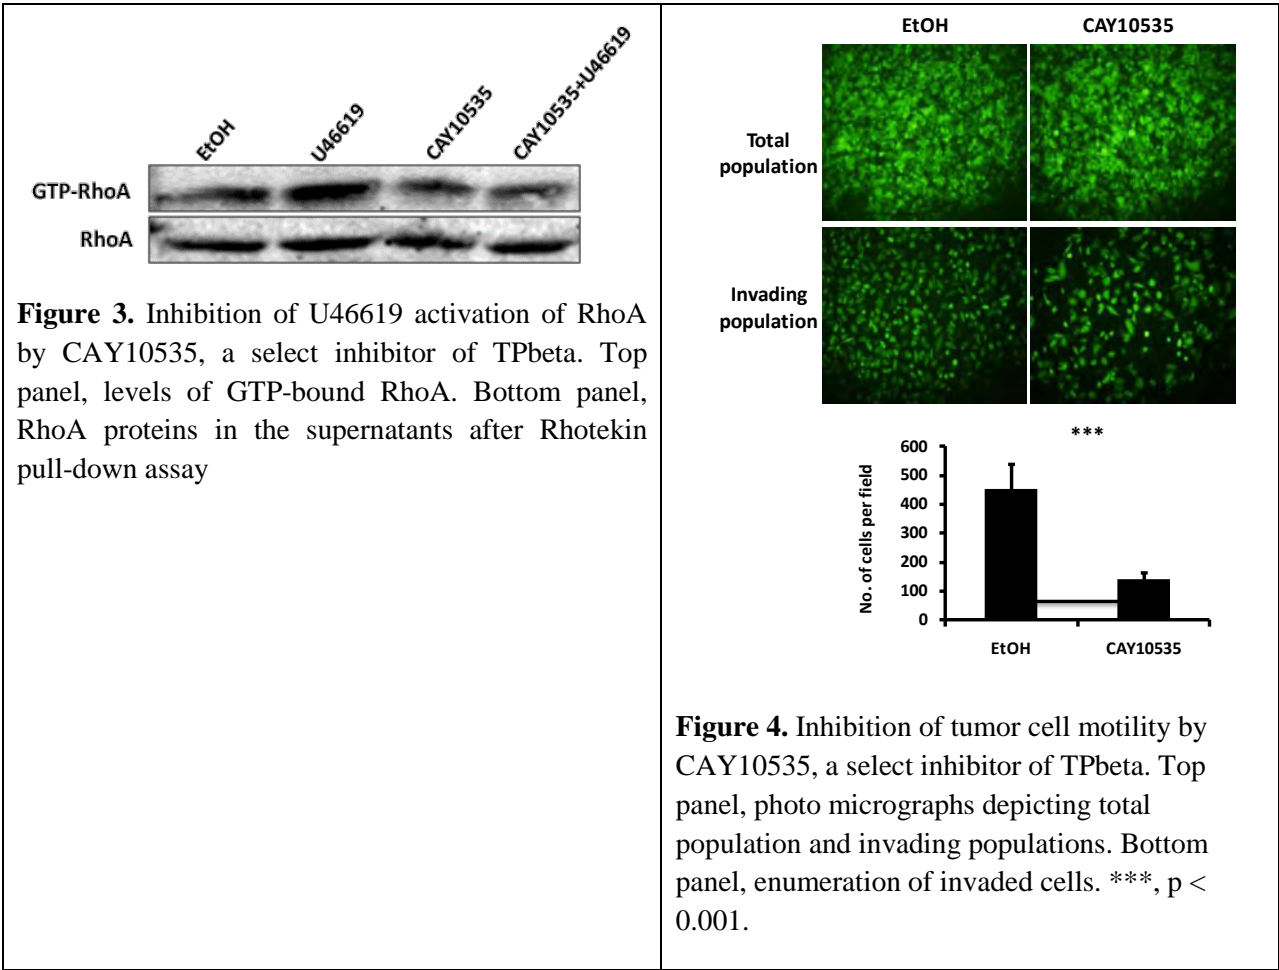 EtOH
U46619
CAY10535
CAY10535+U46619
GTP-RhoA
RhoA
Figure 3. Inhibition of U46619 activation of RhoA
by CAY10535, a select inhibitor of TPbeta. Top
panel, levels of GTP-bound RhoA. Bottom panel,
RhoA proteins in the supernatants after Rhotekin
pull-down assay
EtOH
CAY10535
Total
population
Invading
population
***
No. of cells per field
600
500
400
300
200
100
0
EtOH
CAY10535
Figure 4. Inhibition of tumor cell motility by
CAY10535, a select inhibitor of TPbeta. Top
panel, photo micrographs depicting total
population and invading populations. Bottom
panel, enumeration of invaded cells. ***, p <
0.001.